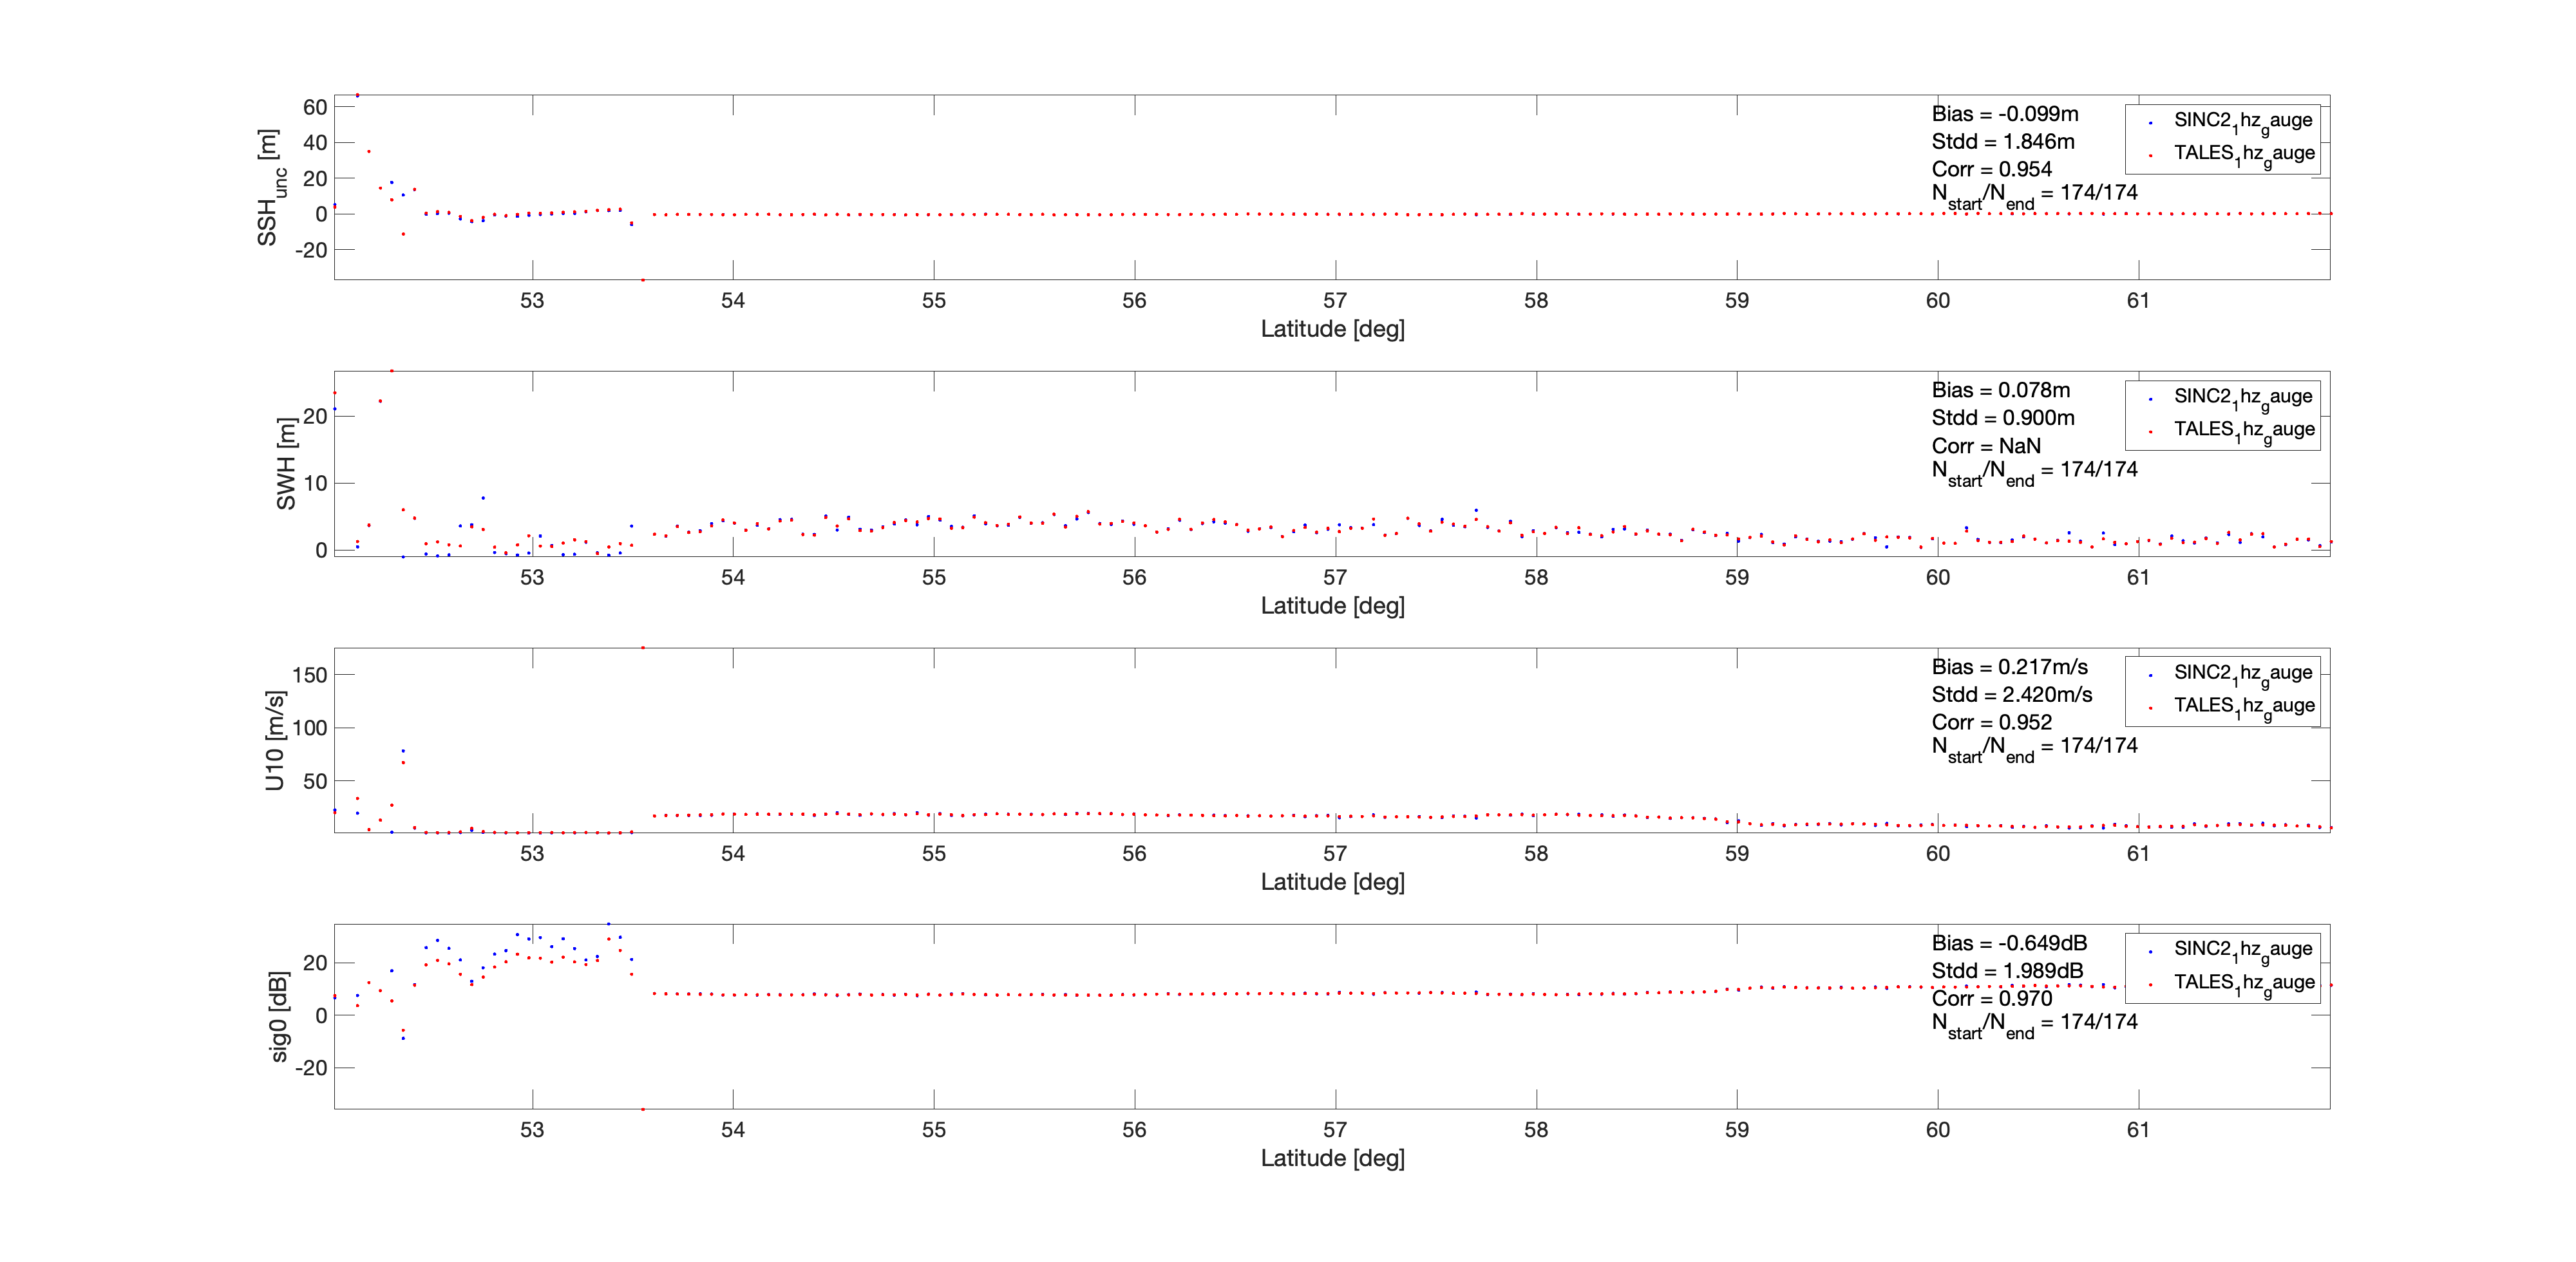 SSH_unc [m]
60
40
20
0
-20
Bias = -0.099m
Stdd = 1.846m
Corr = 0.954
N_start/N_end = 174/174
SINC2_1hz_gauge
TALES_1hz_gauge
53 54 55 56 57 58 59 60 61
Latitude [deg]
SWH [m]
20
10
0
Bias = 0.078m
Stdd = 0.900m
Corr = NaN
N_start/N_end = 174/174
SINC2_1hz_gauge
TALES_1hz_gauge
53 54 55 56 57 58 59 60 61
Latitude [deg]
U10 [m/s]
150
100
50
Bias = 0.217m/s
Stdd = 2.420m/s
Corr = 0.952
N_start/N_end = 174/174
SINC2_1hz_gauge
TALES_1hz_gauge
53 54 55 56 57 58 59 60 61
Latitude [deg]
sig0 [dB]
20
0
-20
Bias = -0.649dB
Stdd = 1.989dB
Corr = 0.970
N_start/N_end = 174/174
SINC2_1hz_gauge
TALES_1hz_gauge
53 54 55 56 57 58 59 60 61
Latitude [deg]